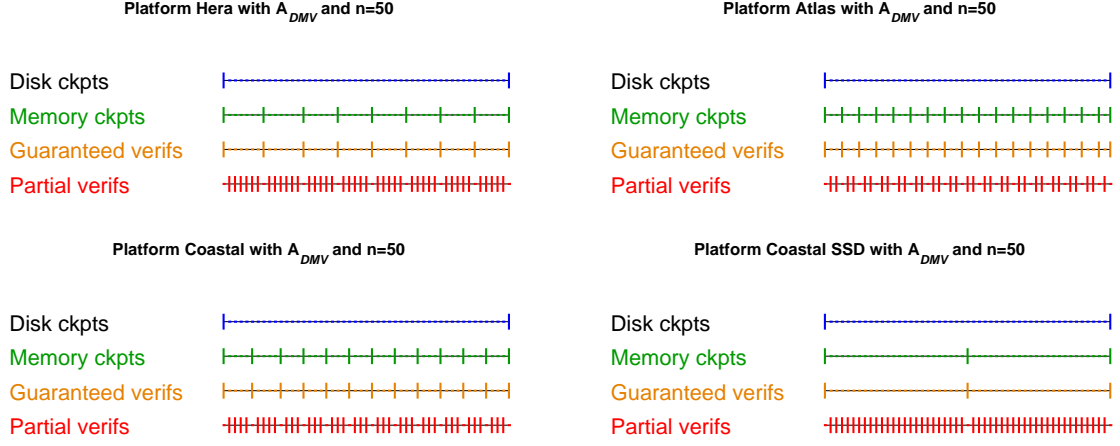 Platform Hera with A_DMV and n=50
Disk ckpts
Memory ckpts
Guaranteed verifs
Partial verifs
Platform Atlas with A_DMV and n=50
Disk ckpts
Memory ckpts
Guaranteed verifs
Partial verifs
Platform Coastal with A_DMV and n=50
Disk ckpts
Memory ckpts
Guaranteed verifs
Partial verifs
Platform Coastal SSD with A_DMV and n=50
Disk ckpts
Memory ckpts
Guaranteed verifs
Partial verifs